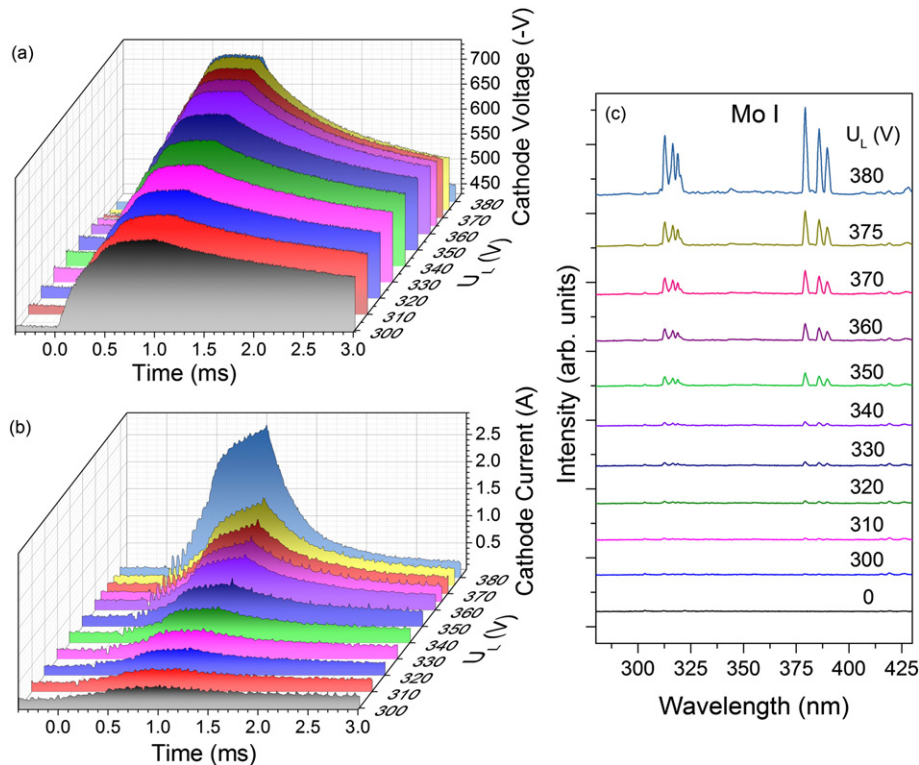 (a)
Cathode Voltage (-V)
700
650
600
550
500
450
380
370
360
350
340
330
320
310
300
U_L (V)
0.0 0.5 1.0 1.5 2.0 2.5 3.0
Time (ms)
(b)
Cathode Current (A)
2.5
2.0
1.5
1.0
0.5
380
370
360
350
340
330
320
310
300
U_L (V)
0.0 0.5 1.0 1.5 2.0 2.5 3.0
Time (ms)
(c)
Mo I
U_L (V)
380
375
370
360
350
340
330
320
310
300
0
Intensity (arb. units)
300 325 350 375 400 425
Wavelength (nm)